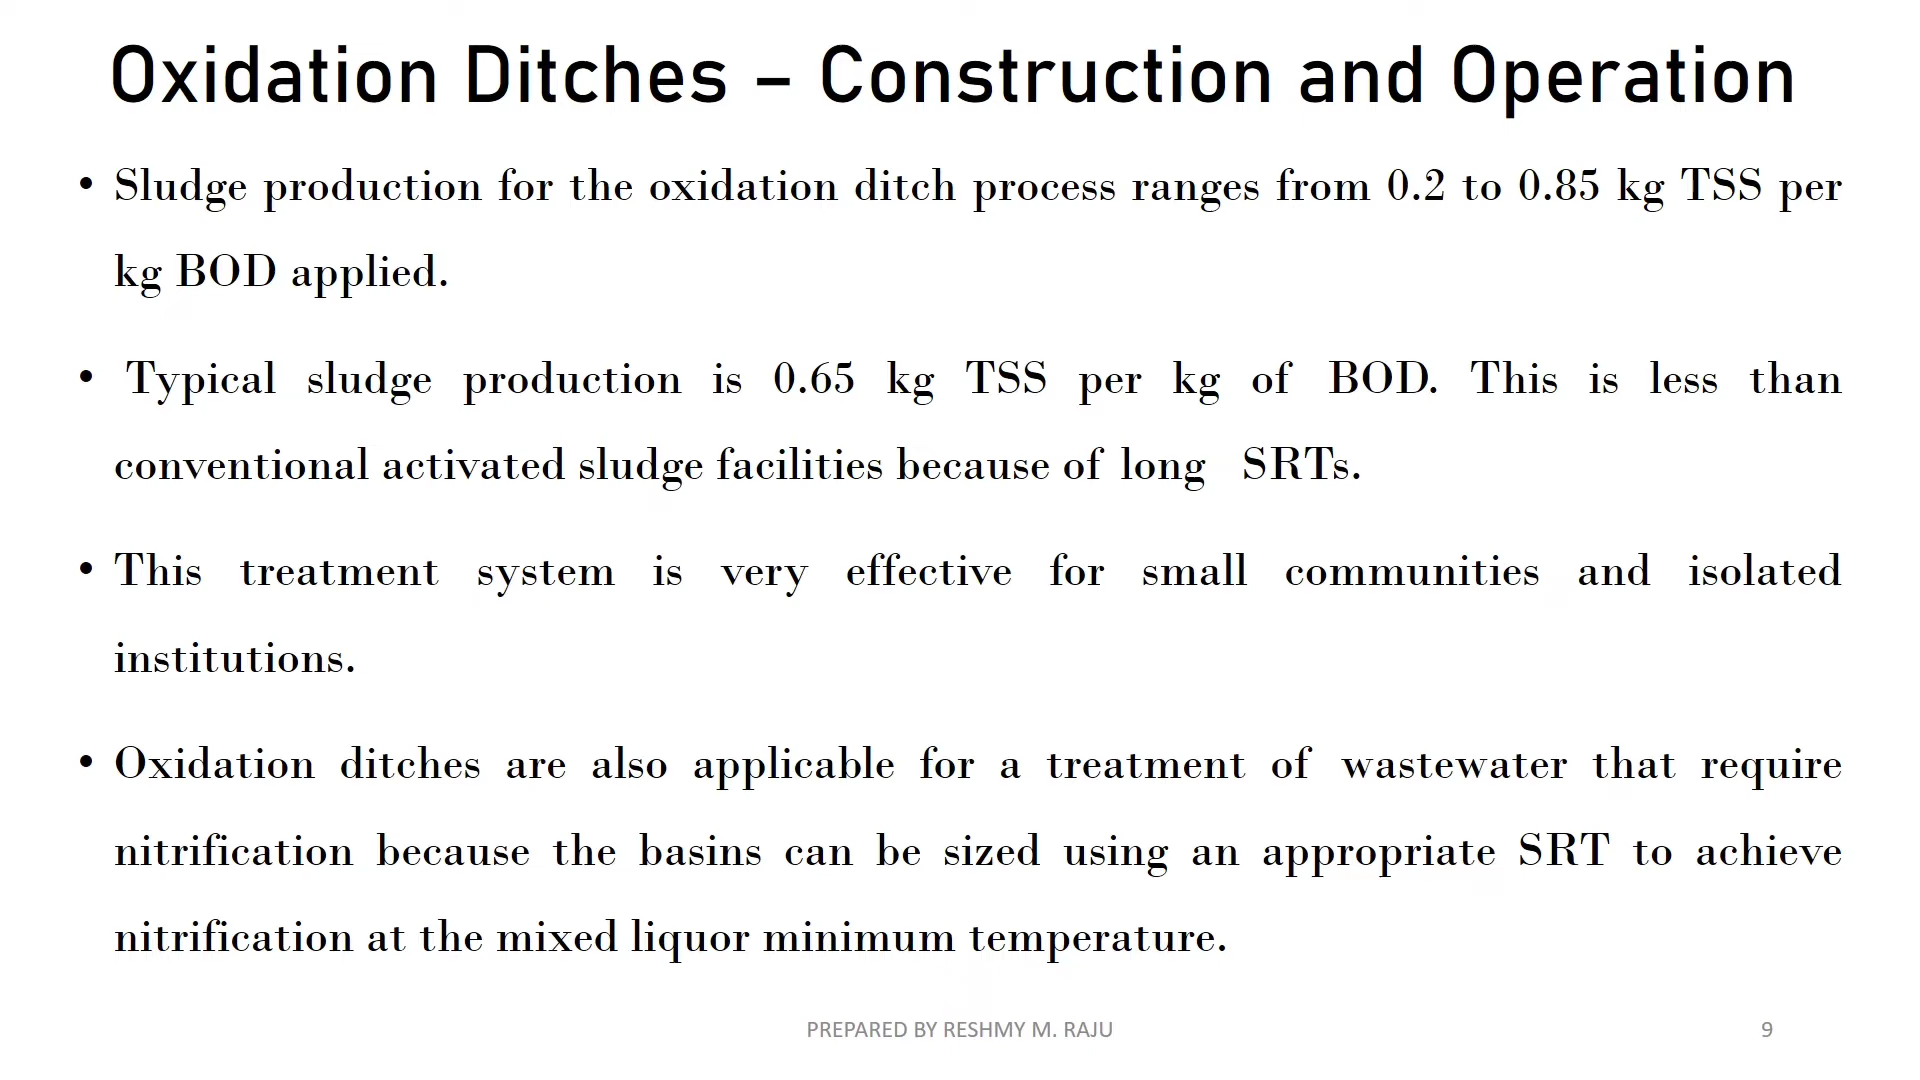 Oxidation Ditches – Construction and Operation
• Sludge production for the oxidation ditch process ranges from 0.2 to 0.85 kg TSS per
kg BOD applied.
• Typical sludge production is 0.65 kg TSS per kg of BOD. This is less than
conventional activated sludge facilities because of long SRTs.
• This treatment system is very effective for small communities and isolated
institutions.
• Oxidation ditches are also applicable for a treatment of wastewater that require
nitrification because the basins can be sized using an appropriate SRT to achieve
nitrification at the mixed liquor minimum temperature.
PREPARED BY RESHMY M. RAJU
9